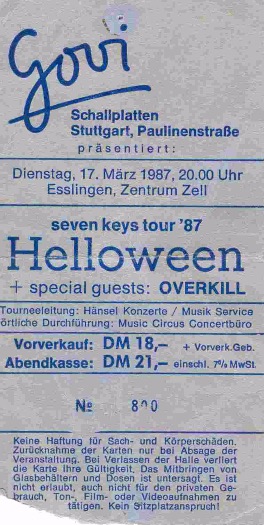 Govi
Schallplatten
Stuttgart, Paulinenstraße
präsentiert:
Dienstag, 17. März 1987, 20.00 Uhr
Esslingen, Zentrum Zell
seven keys tour '87
Helloween
+ special guests: OVERKILL
Tourneeleitung: Hänsel Konzerte / Musik Service
örtliche Durchführung: Music Circus Concertbüro
Vorverkauf: DM 18,– + Vorverk.Geb.
Abendkasse: DM 21,– einschl. 7% MwSt.
№ 800
Keine Haftung für Sach- und Körperschäden.
Zurücknahme der Karten nur bei Absage der
Veranstaltung. Bei Verlassen der Halle verliert
die Karte ihre Gültigkeit. Das Mitbringen von
Glasbehältern und Dosen ist untersagt. Es ist
nicht erlaubt, auch nicht für den privaten Ge-
brauch, Ton-, Film- oder Videoaufnahmen zu
tätigen. Kein Sitzplatzanspruch!